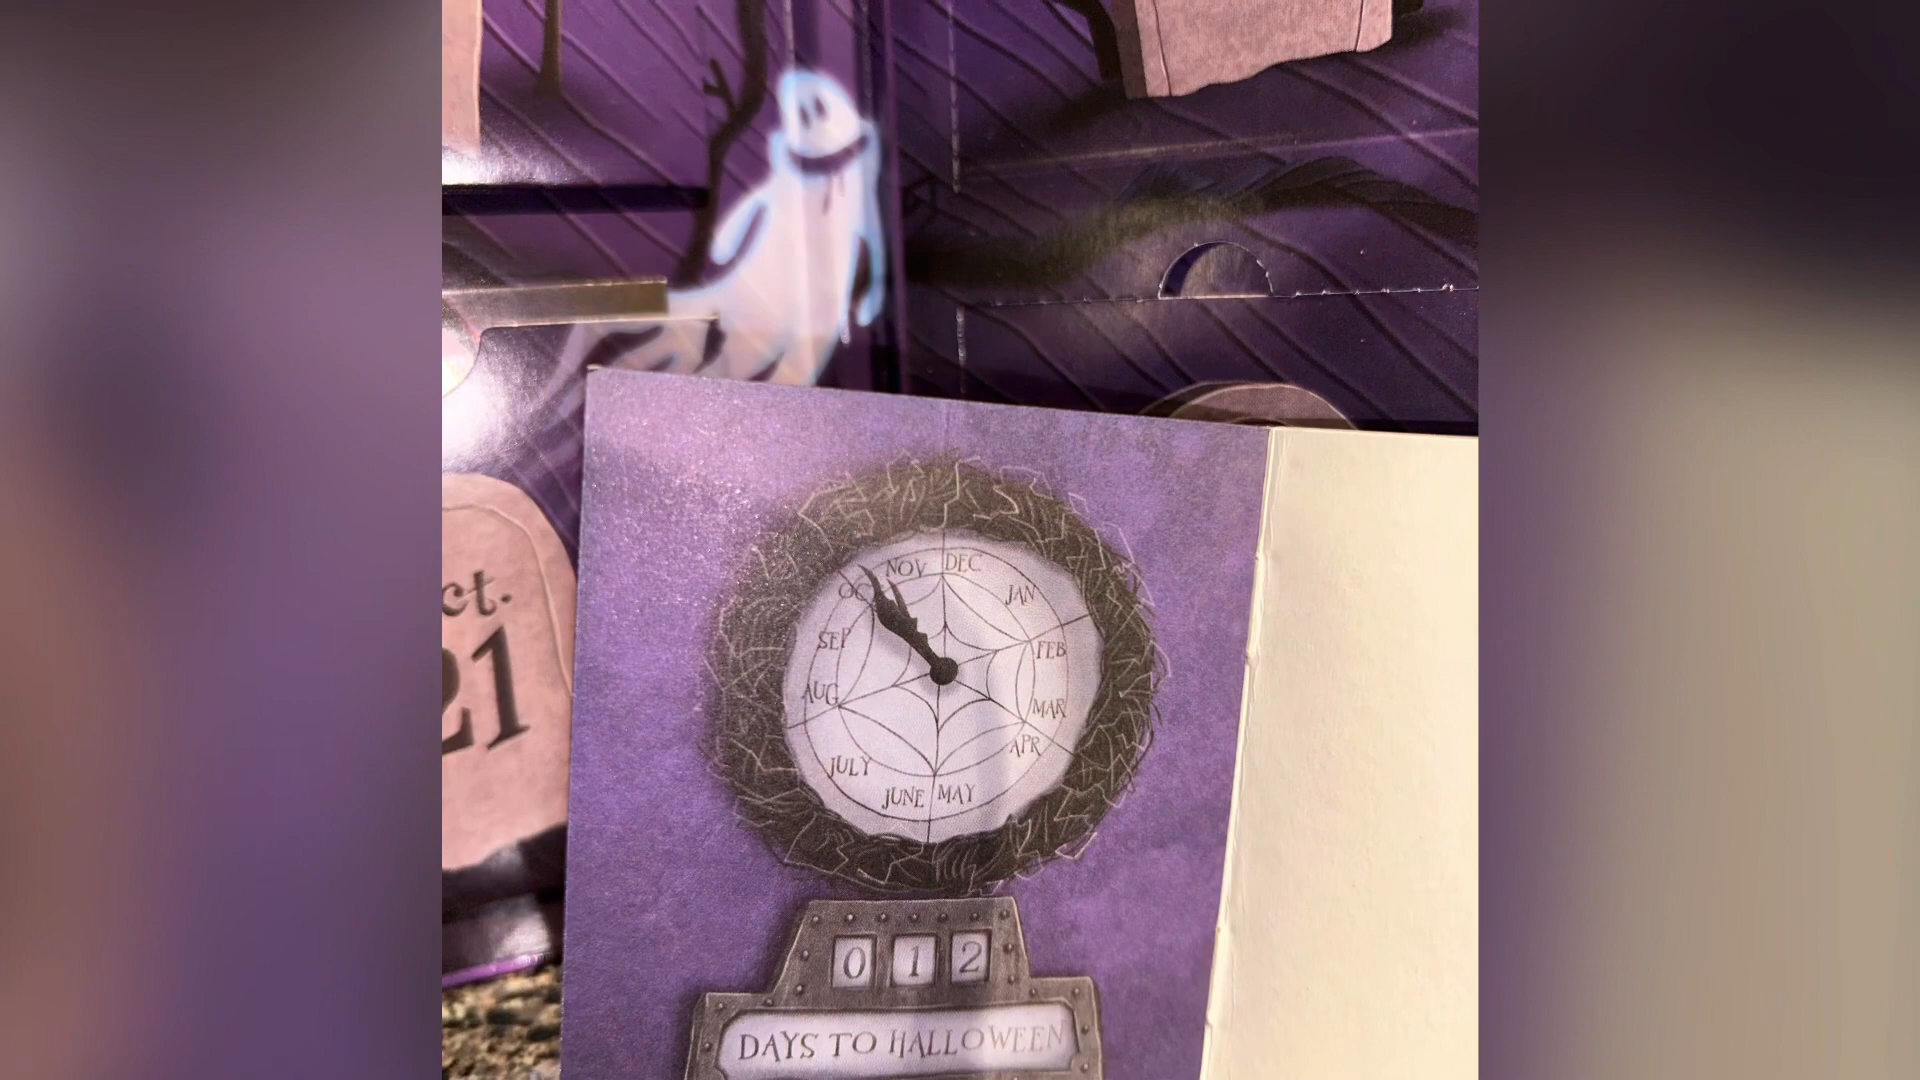 NOV DEC
JAN
SEP
FEB
AUG
MAR
APR
JULY
JUNE MAY
ct.
21
0 1 2
DAYS TO HALLOWEEN